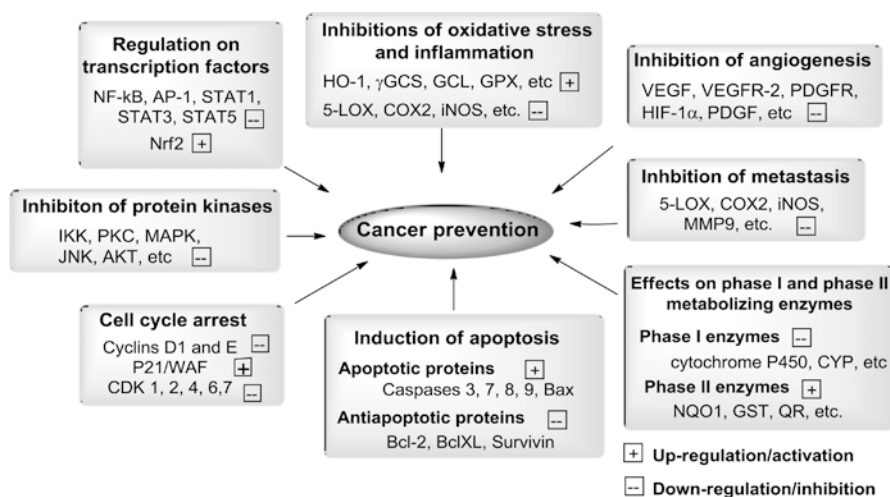 Regulation on
transcription factors
NF-kB, AP-1, STAT1,
STAT3, STAT5 --
Nrf2 +
Inhibitions of oxidative stress
and inflammation
HO-1, γGCS, GCL, GPX, etc +
5-LOX, COX2, iNOS, etc. --
Inhibition of angiogenesis
VEGF, VEGFR-2, PDGFR,
HIF-1α, PDGF, etc --
Inhibiton of protein kinases
IKK, PKC, MAPK,
JNK, AKT, etc --
Cancer prevention
Inhbition of metastasis
5-LOX, COX2, iNOS,
MMP9, etc. --
Cell cycle arrest
Cyclins D1 and E --
P21/WAF +
CDK 1, 2, 4, 6,7 --
Induction of apoptosis
Apoptotic proteins +
Caspases 3, 7, 8, 9, Bax
Antiapoptotic proteins --
Bcl-2, BclXL, Survivin
Effects on phase I and phase II
metabolizing enzymes
Phase I enzymes --
cytochrome P450, CYP, etc
Phase II enzymes +
NQO1, GST, QR, etc.
+ Up-regulation/activation
-- Down-regulation/inhibition